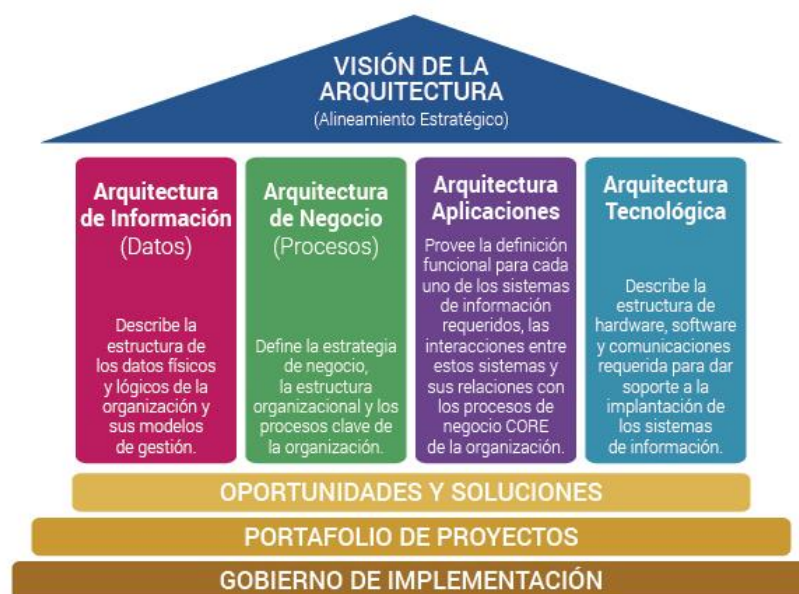 VISIÓN DE LA
ARQUITECTURA
(Alineamiento Estratégico)
Arquitectura
de Información
(Datos)
Describe la
estructura de
los datos físicos
y lógicos de la
organización y
sus modelos
de gestión.
Arquitectura
de Negocio
(Procesos)
Define la estrategia
de negocio,
la estructura
organizacional y los
procesos clave de
la organización.
Arquitectura
Aplicaciones
Provee la definición
funcional para cada
uno de los sistemas
de información
requeridos, las
interacciones entre
estos sistemas y
sus relaciones con
los procesos de
negocio CORE
de la organización.
Arquitectura
Tecnológica
Describe la
estructura de
hardware, software
y comunicaciones
requerida para dar
soporte a la
implantación de
los sistemas
de información.
OPORTUNIDADES Y SOLUCIONES
PORTAFOLIO DE PROYECTOS
GOBIERNO DE IMPLEMENTACIÓN